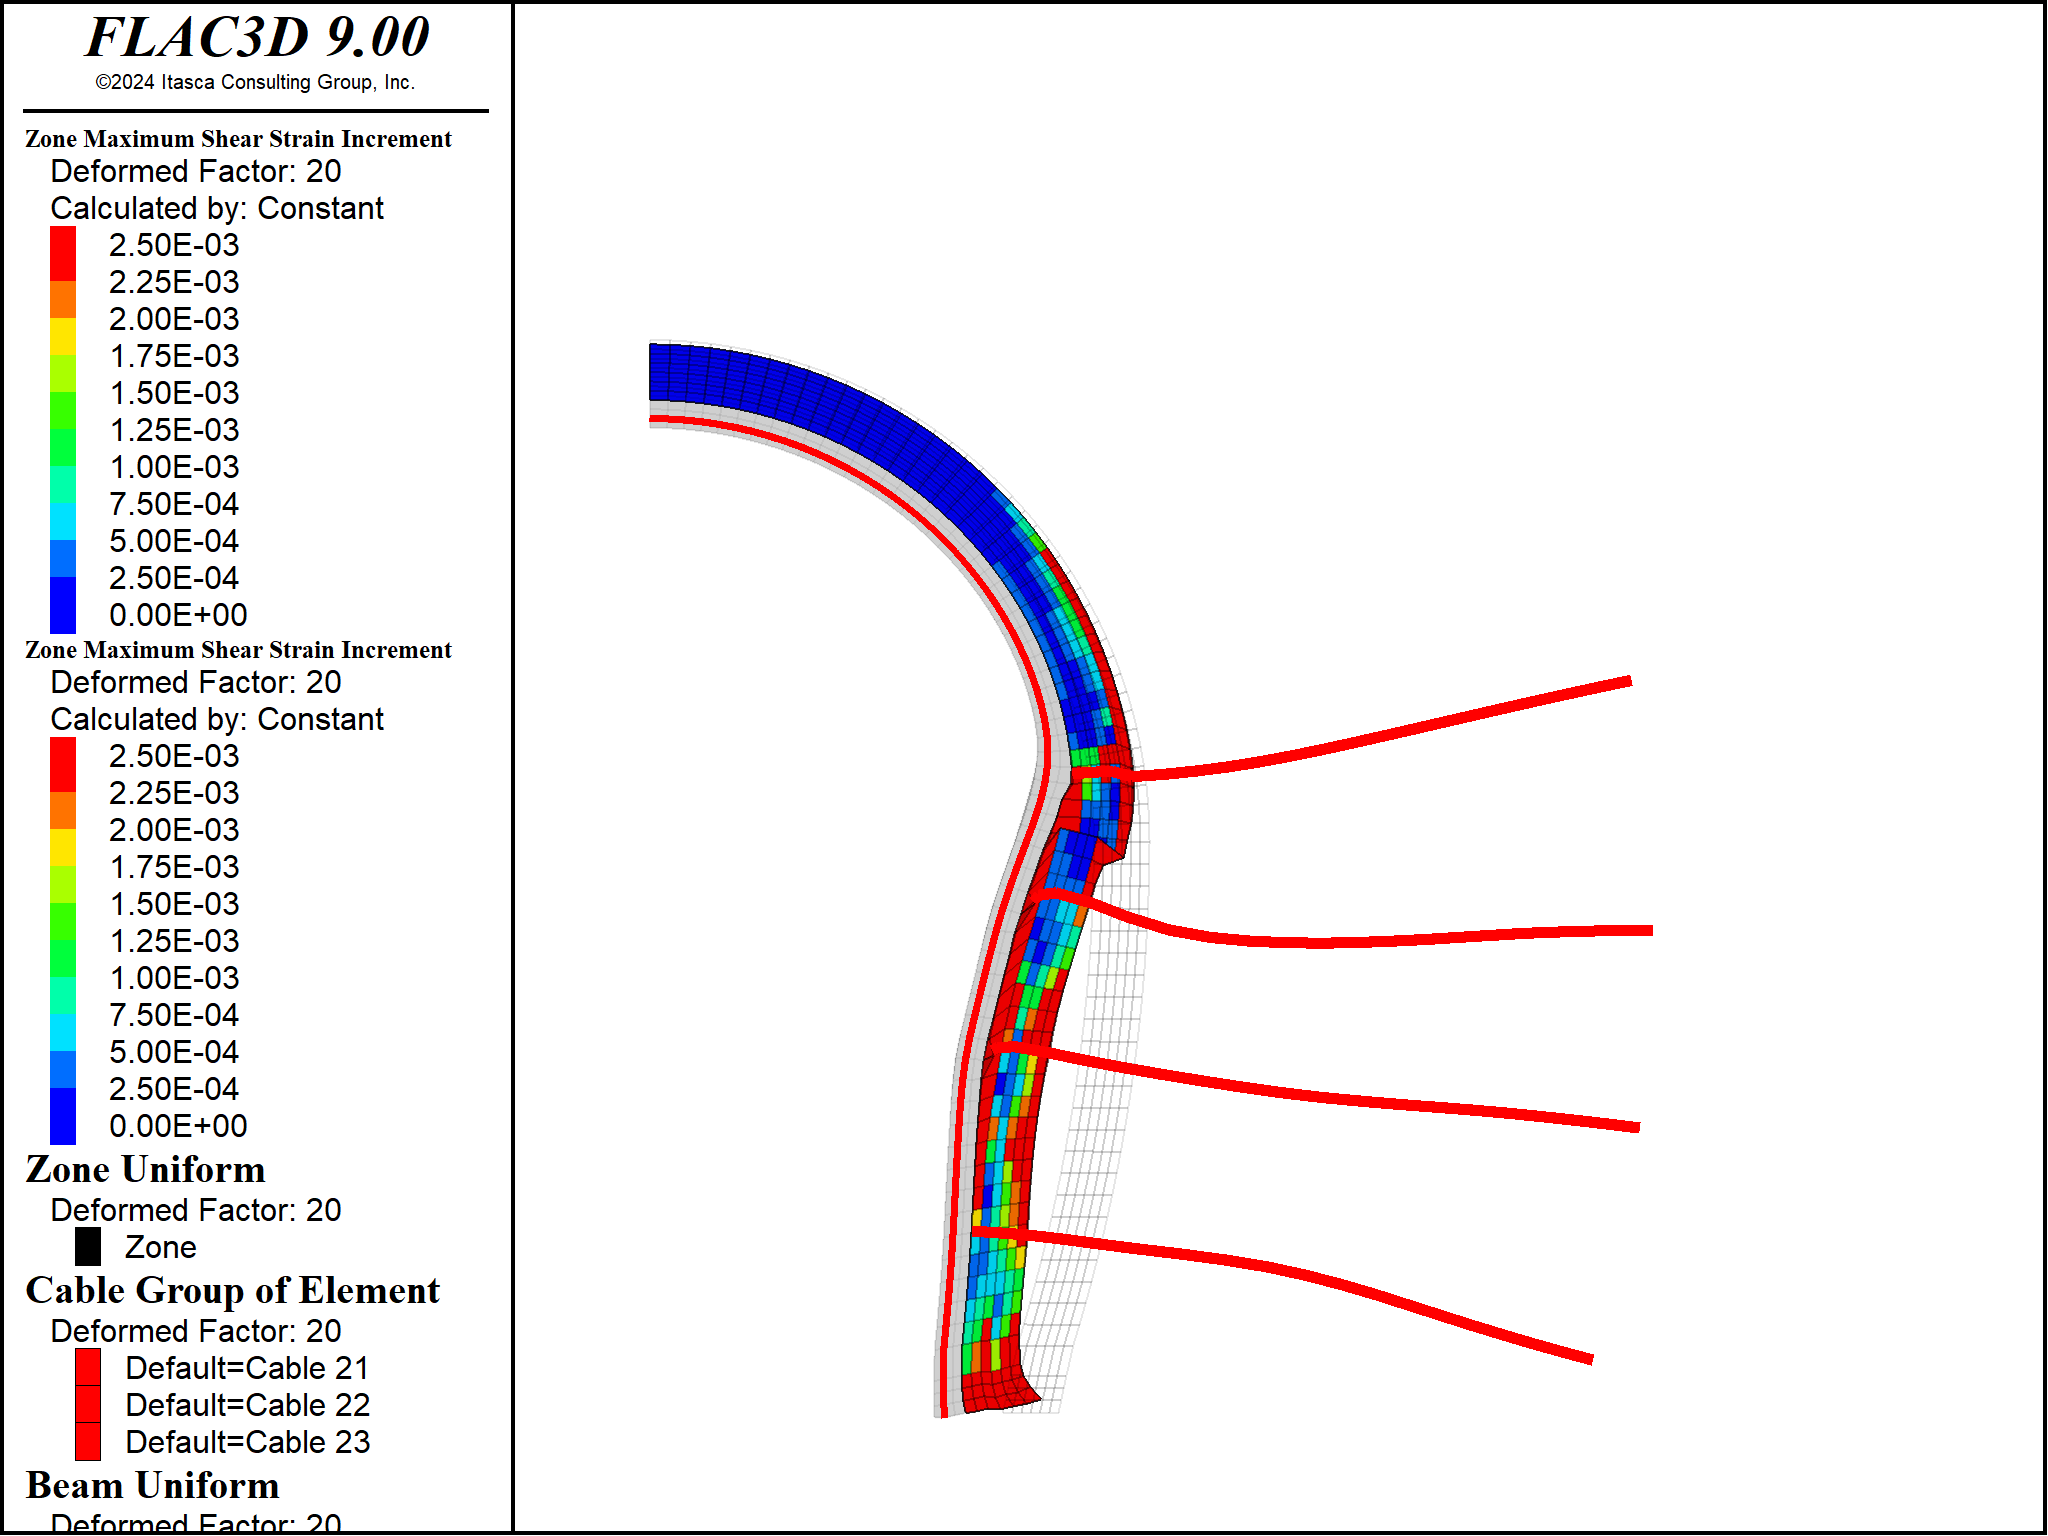 FLAC3D 9.00
©2024 Itasca Consulting Group, Inc.
Zone Maximum Shear Strain Increment
Deformed Factor: 20
Calculated by: Constant
2.50E-03
2.25E-03
2.00E-03
1.75E-03
1.50E-03
1.25E-03
1.00E-03
7.50E-04
5.00E-04
2.50E-04
0.00E+00
Zone Maximum Shear Strain Increment
Deformed Factor: 20
Calculated by: Constant
2.50E-03
2.25E-03
2.00E-03
1.75E-03
1.50E-03
1.25E-03
1.00E-03
7.50E-04
5.00E-04
2.50E-04
0.00E+00
Zone Uniform
Deformed Factor: 20
Zone
Cable Group of Element
Deformed Factor: 20
Default=Cable 21
Default=Cable 22
Default=Cable 23
Beam Uniform
Deformed Factor: 20